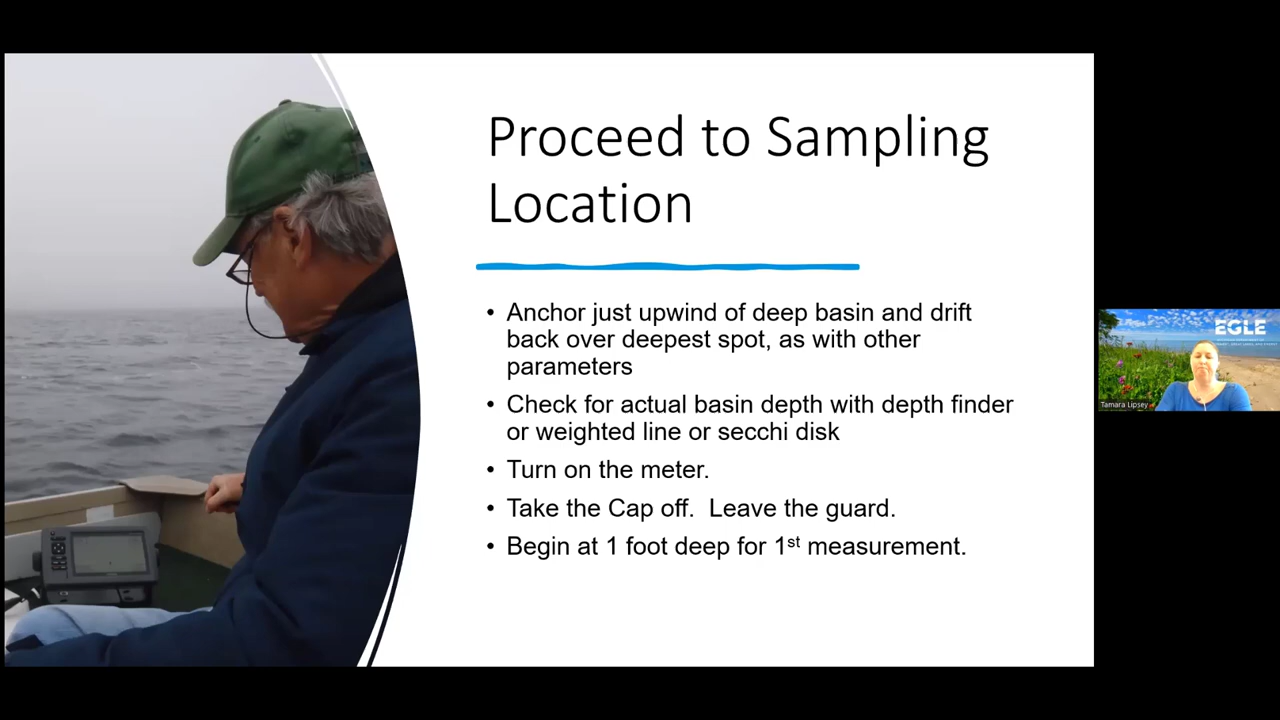 Proceed to Sampling
Location
• Anchor just upwind of deep basin and drift
back over deepest spot, as with other
parameters
• Check for actual basin depth with depth finder
or weighted line or secchi disk
• Turn on the meter.
• Take the Cap off.  Leave the guard.
• Begin at 1 foot deep for 1st measurement.
EGLE
Tamara Lipsey